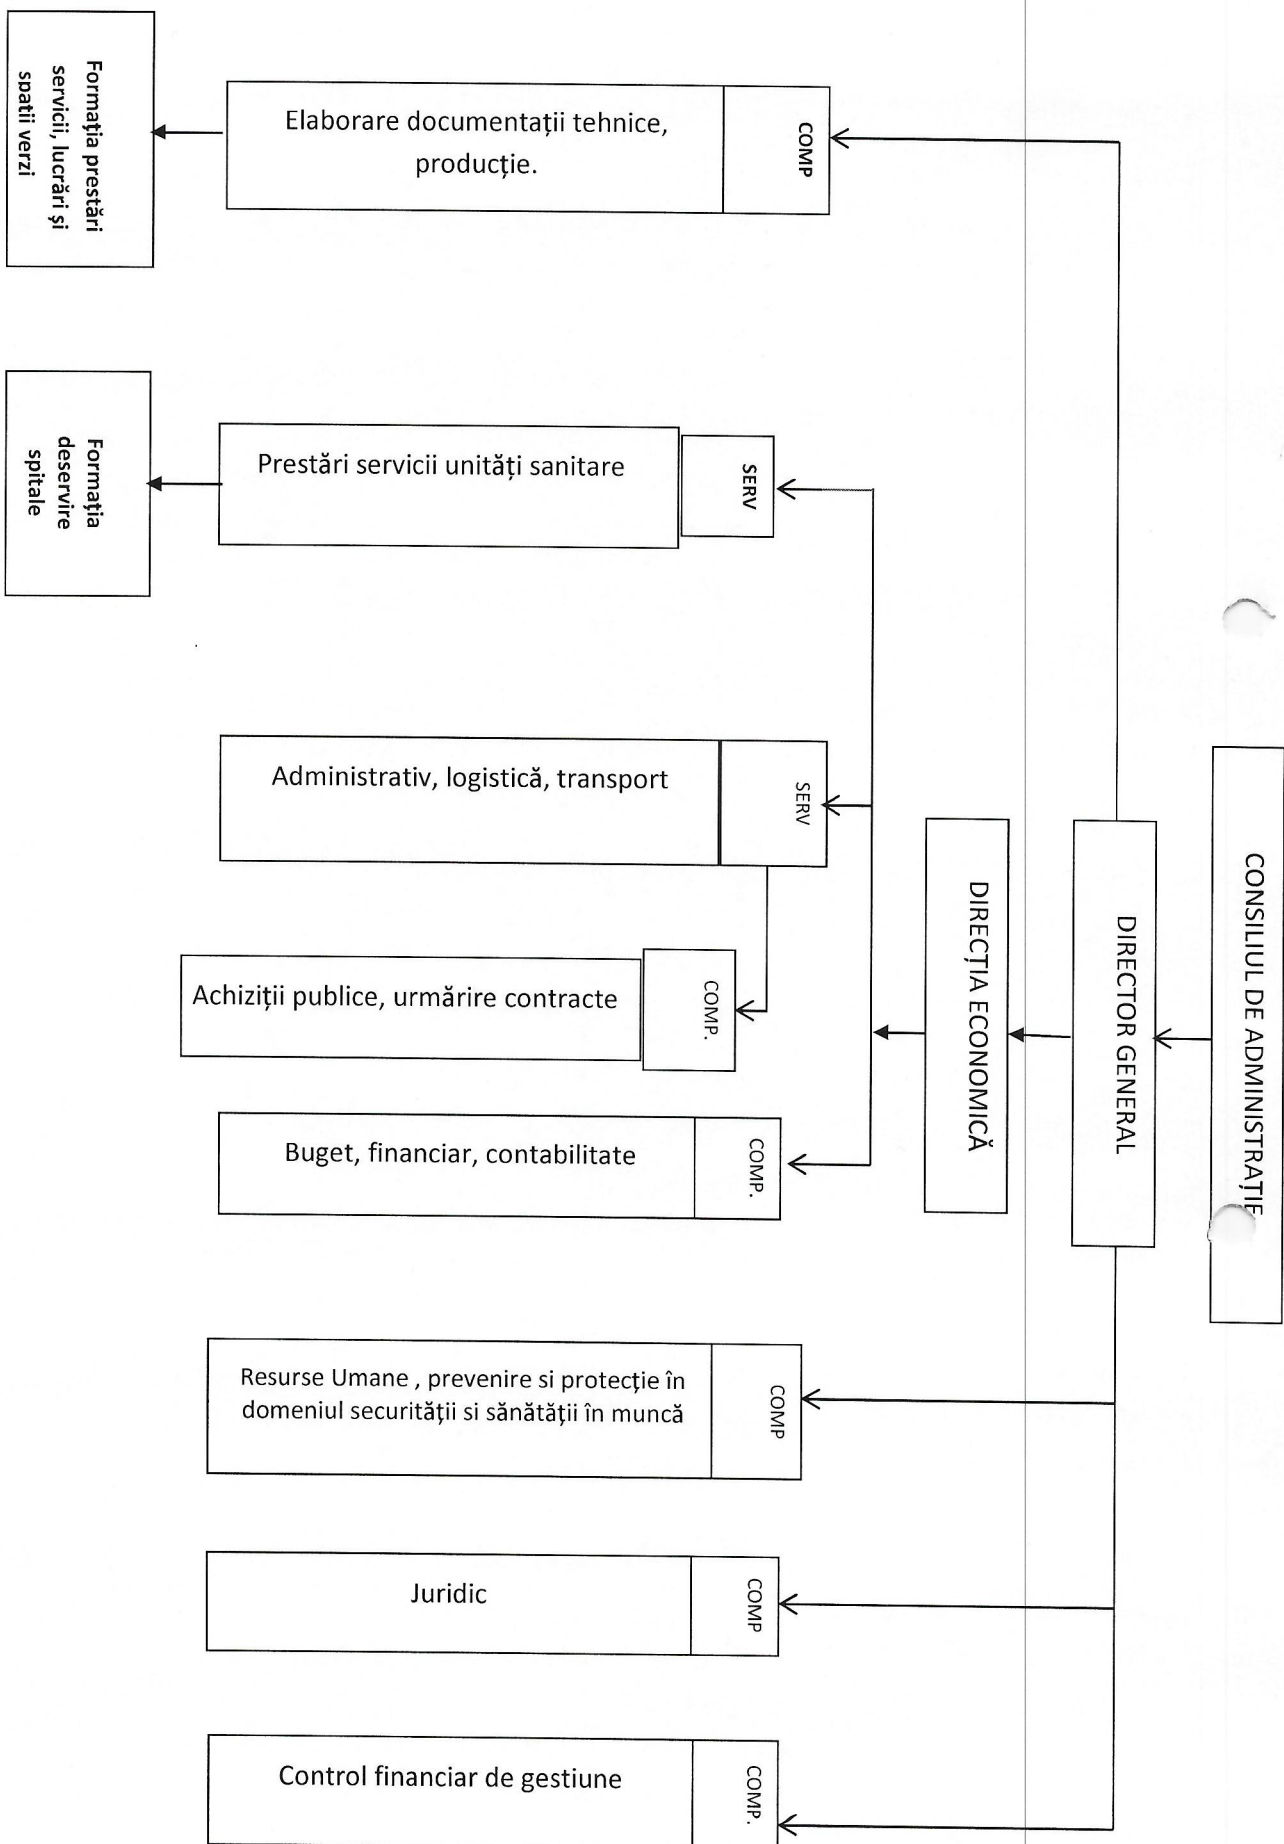 CONSILIUL DE ADMINISTRAȚIE
DIRECTOR GENERAL
DIRECȚIA ECONOMICĂ
COMP
Elaborare documentații tehnice,
producție.
Formația prestări
servicii, lucrări și
spatii verzi
SERV
Prestări servicii unități sanitare
Formația
deservire
spitale
SERV
Administrativ, logistică, transport
COMP.
Achiziții publice, urmărire contracte
COMP.
Buget, financiar, contabilitate
COMP
Resurse Umane , prevenire si protecție în
domeniul securității si sănătății în muncă
COMP
Juridic
COMP.
Control financiar de gestiune